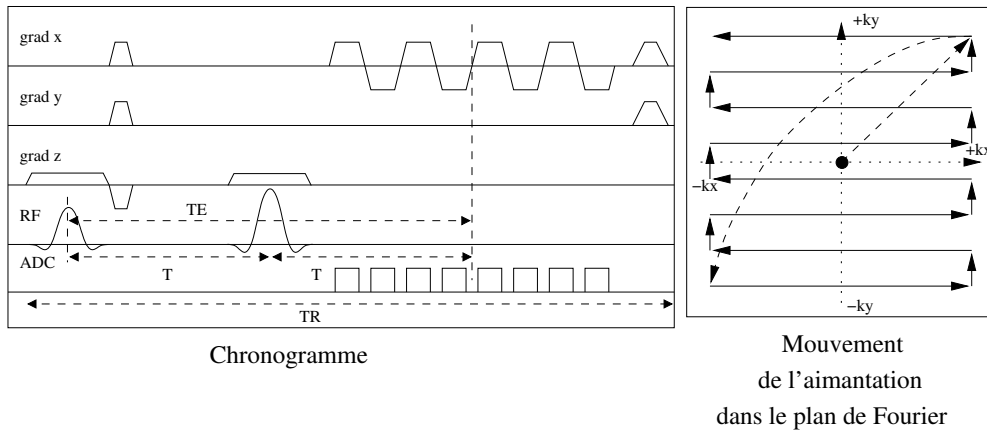 grad x
grad y
grad z
RF
TE
ADC
T
T
TR
Chronogramme
+ky
+kx
−kx
−ky
Mouvement
de l'aimantation
dans le plan de Fourier